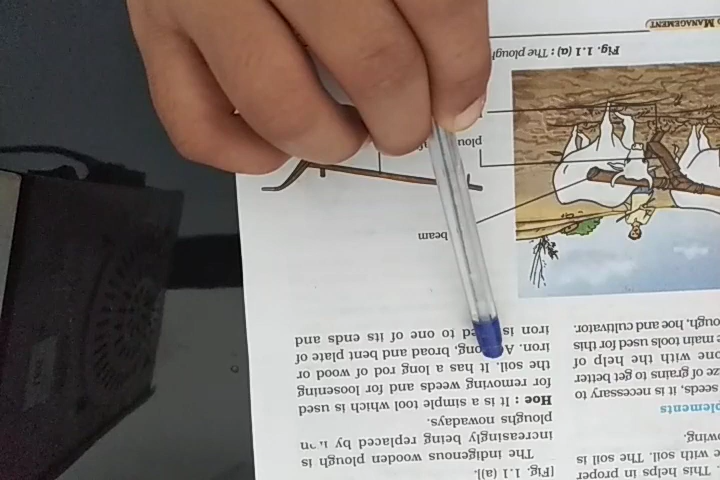 . This helps in proper
e with soil. The soil is
owing.
plements
seeds, it is necessary to
ze of grains to get better
one with the help of
e main tools used for this
ough, hoe and cultivator.
[Fig. 1.1 (a)].
The indigenous wooden plough is
increasingly being replaced by
ploughs nowadays.
Hoe : It is a simple tool which is used
for removing weeds and for loosening
the soil. It has a long rod of wood or
iron. A broad and bent plate of
iron is to one of its ends and
beam
plou
Fig. 1.1 (a) : The plough
MANAGEMENT